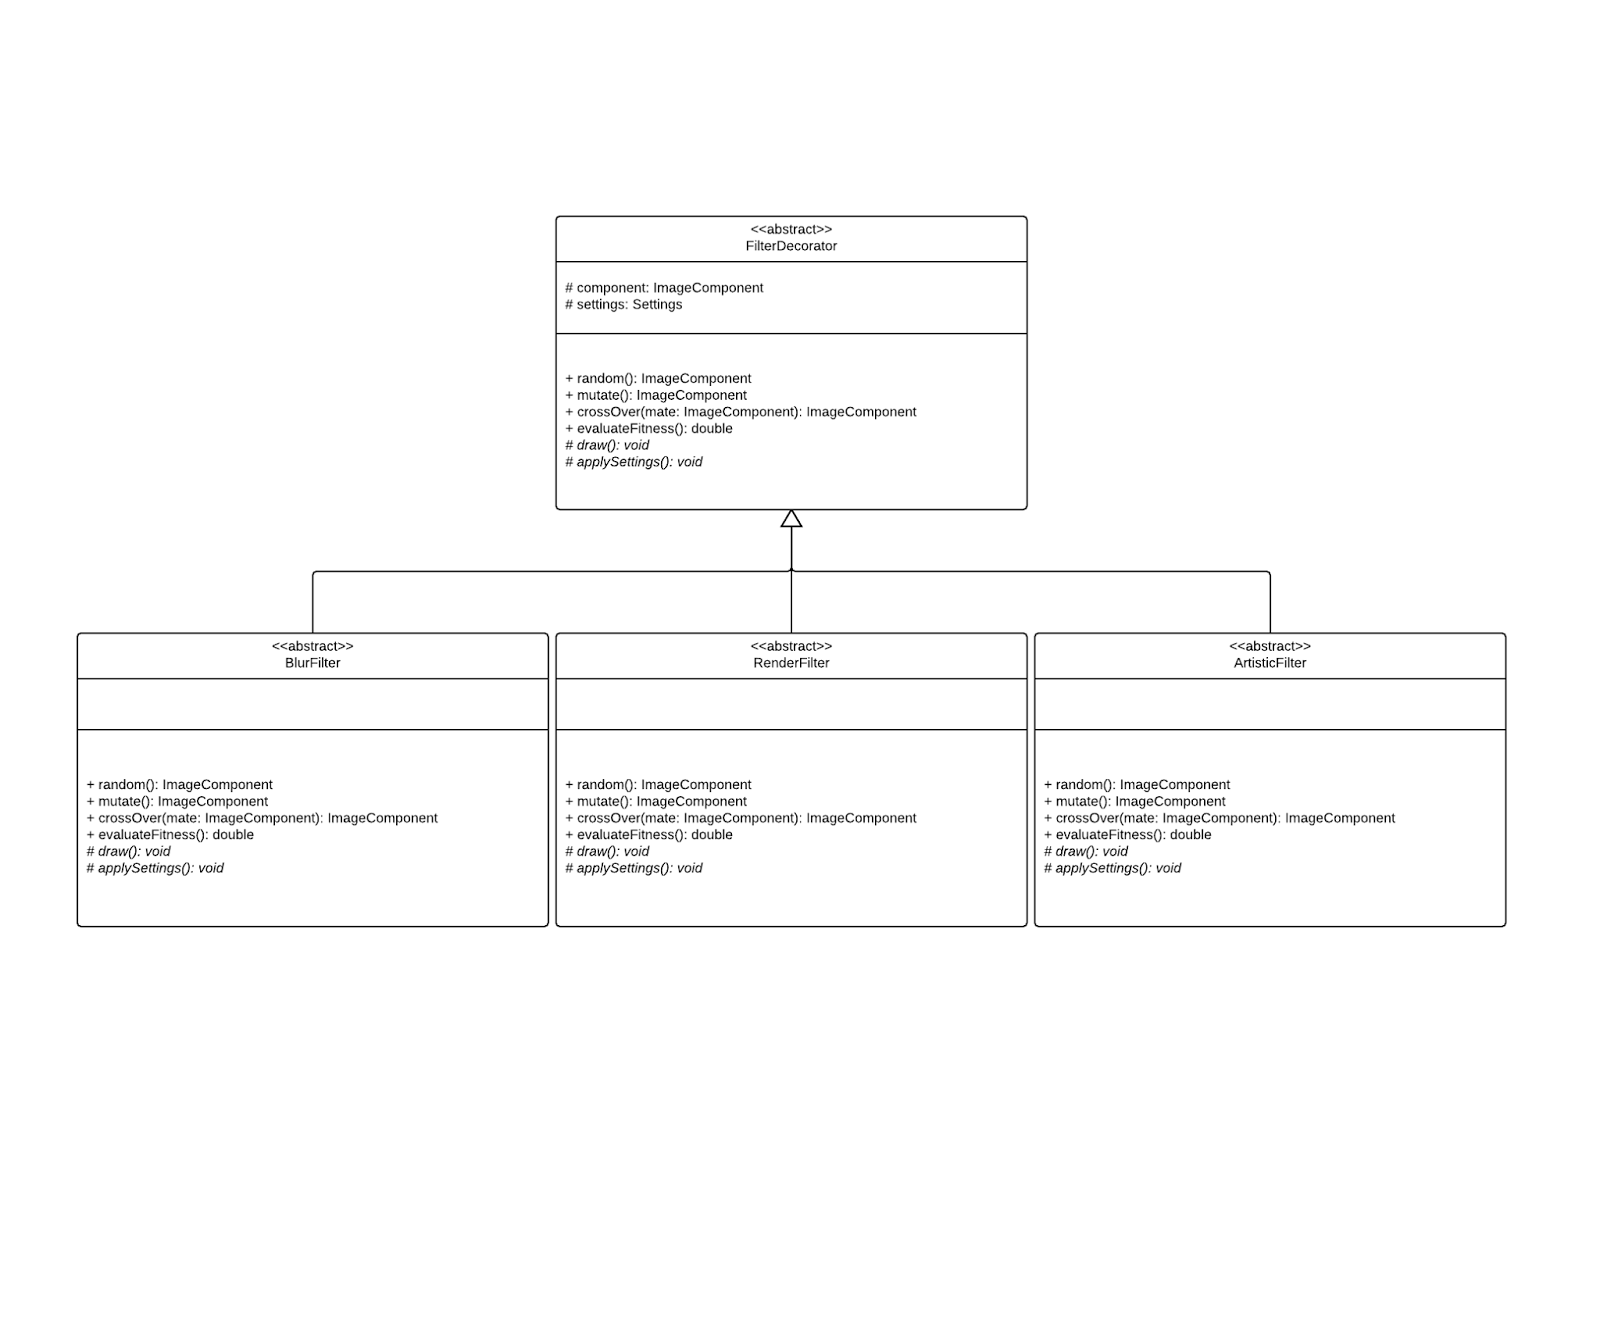 <<abstract>>
FilterDecorator
# component: ImageComponent
# settings: Settings
+ random(): ImageComponent
+ mutate(): ImageComponent
+ crossOver(mate: ImageComponent): ImageComponent
+ evaluateFitness(): double
# draw(): void
# applySettings(): void
<<abstract>>
BlurFilter
+ random(): ImageComponent
+ mutate(): ImageComponent
+ crossOver(mate: ImageComponent): ImageComponent
+ evaluateFitness(): double
# draw(): void
# applySettings(): void
<<abstract>>
RenderFilter
+ random(): ImageComponent
+ mutate(): ImageComponent
+ crossOver(mate: ImageComponent): ImageComponent
+ evaluateFitness(): double
# draw(): void
# applySettings(): void
<<abstract>>
ArtisticFilter
+ random(): ImageComponent
+ mutate(): ImageComponent
+ crossOver(mate: ImageComponent): ImageComponent
+ evaluateFitness(): double
# draw(): void
# applySettings(): void